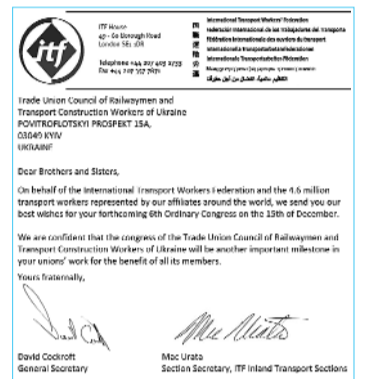 itf
ITF House
49 - 60 Borough Road
London SE1 1DR
Telephone +44 207 403 2733
Fax +44 207 357 7871
International Transport Workers' Federation
Federación Internacional de los Trabajadores del Transporte
Fédération internationale des ouvriers du transport
Internationale Transportarbeiter-Föderation
Internationella Transportarbetarefederationen
Trade Union Council of Railwaymen and
Transport Construction Workers of Ukraine
POVITROFLOTSKYI PROSPEKT 15A,
03049 KYIV
UKRAINE
Dear Brothers and Sisters,
On behalf of the International Transport Workers Federation and the 4.6 million
transport workers represented by our affiliates around the world, we send you our
best wishes for your forthcoming 6th Ordinary Congress on the 15th of December.
We are confident that the congress of the Trade Union Council of Railwaymen and
Transport Construction Workers of Ukraine will be another important milestone in
your unions' work for the benefit of all its members.
Yours fraternally,
David Cockroft
General Secretary
Mac Urata
Section Secretary, ITF Inland Transport Sections